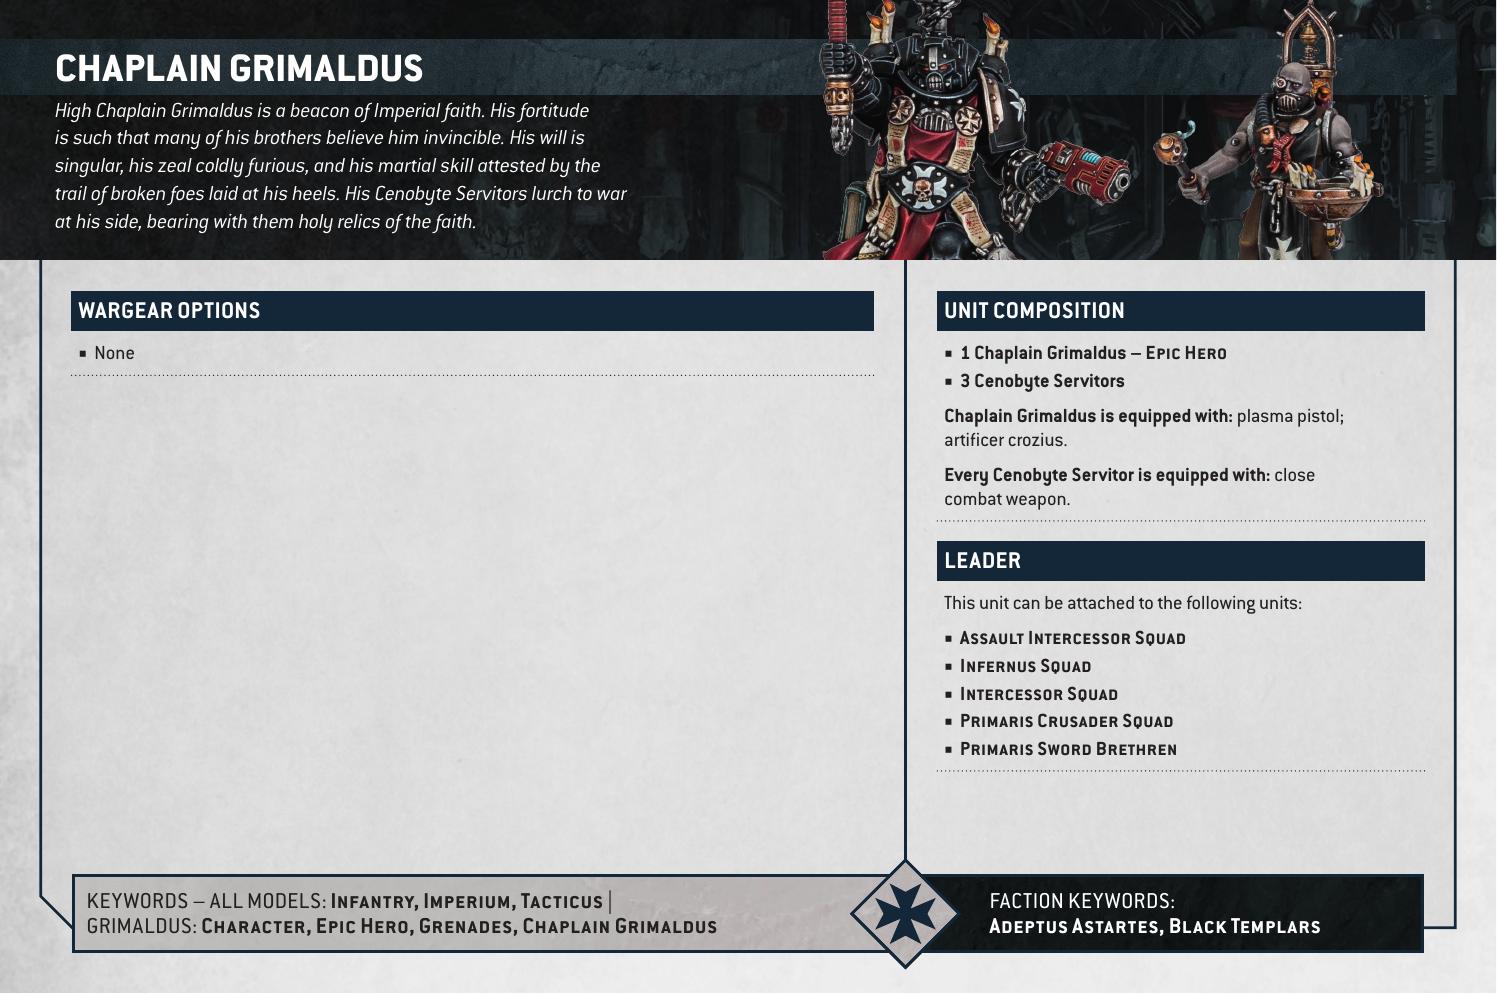 CHAPLAIN GRIMALDUS
High Chaplain Grimaldus is a beacon of Imperial faith. His fortitude
is such that many of his brothers believe him invincible. His will is
singular, his zeal coldly furious, and his martial skill attested by the
trail of broken foes laid at his heels. His Cenobyte Servitors lurch to war
at his side, bearing with them holy relics of the faith.
WARGEAR OPTIONS
▪ None
UNIT COMPOSITION
▪ 1 Chaplain Grimaldus – EPIC HERO
▪ 3 Cenobyte Servitors
Chaplain Grimaldus is equipped with: plasma pistol;
artificer crozius.
Every Cenobyte Servitor is equipped with: close
combat weapon.
LEADER
This unit can be attached to the following units:
▪ ASSAULT INTERCESSOR SQUAD
▪ INFERNUS SQUAD
▪ INTERCESSOR SQUAD
▪ PRIMARIS CRUSADER SQUAD
▪ PRIMARIS SWORD BRETHREN
KEYWORDS – ALL MODELS: INFANTRY, IMPERIUM, TACTICUS |
GRIMALDUS: CHARACTER, EPIC HERO, GRENADES, CHAPLAIN GRIMALDUS
FACTION KEYWORDS:
ADEPTUS ASTARTES, BLACK TEMPLARS